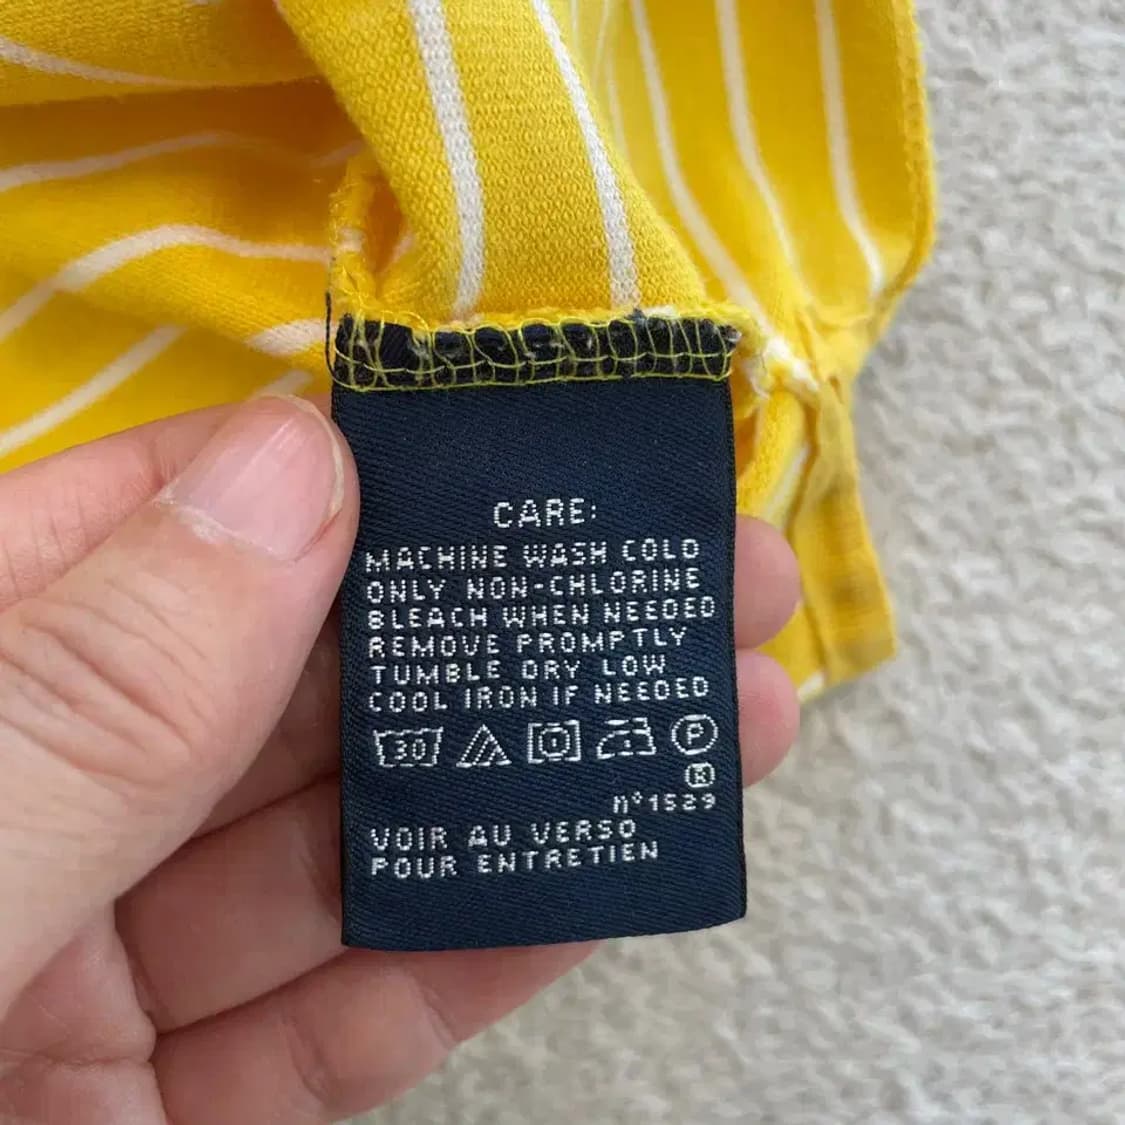 CARE:
MACHINE WASH COLD
ONLY NON-CHLORINE
BLEACH WHEN NEEDED
REMOVE PROMPTLY
TUMBLE DRY LOW
COOL IRON IF NEEDED
30 P
K
n°1529
VOIR AU VERSO
POUR ENTRETIEN